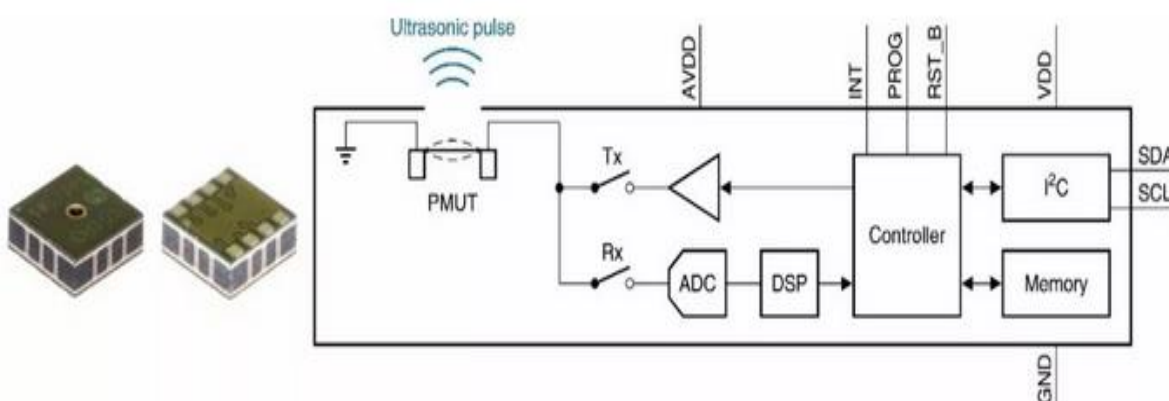 Ultrasonic pulse
AVDD
INT
PROG
RST_B
VDD
Tx
PMUT
Rx
ADC
DSP
Controller
I²C
Memory
SDA
SCL
GND